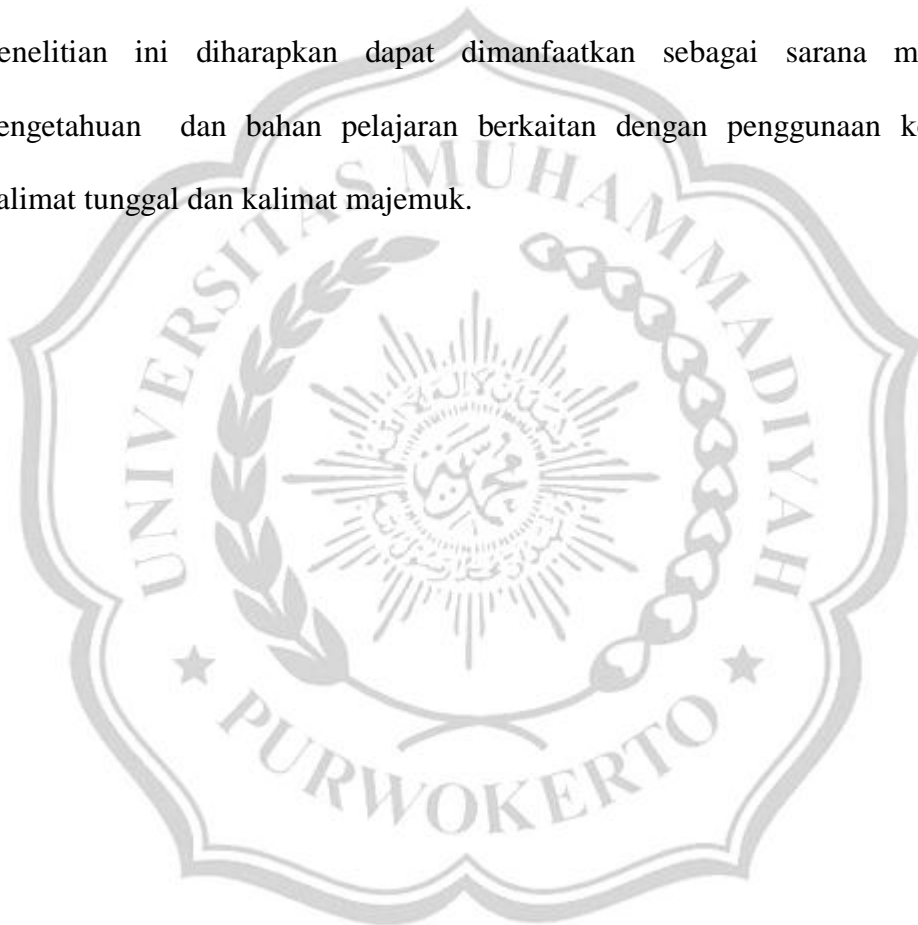 enelitian ini diharapkan dapat dimanfaatkan sebagai sarana m
engetahuan dan bahan pelajaran berkaitan dengan penggunaan k
alimat tunggal dan kalimat majemuk.
UNIVERSITAS MUHAMMADIYAH
PURWOKERTO